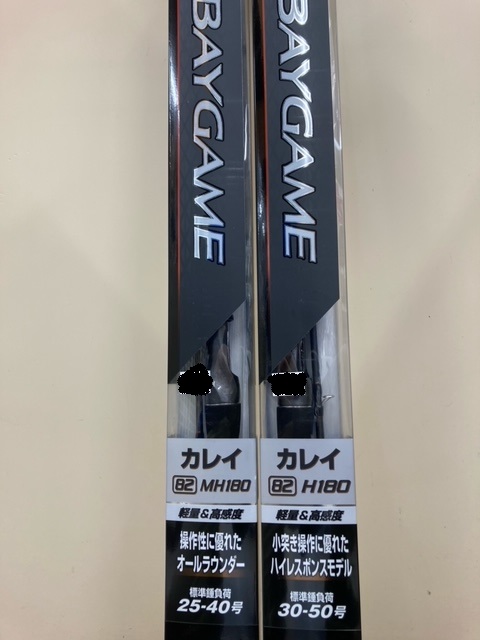 BAYGAME
カレイ
82 MH180
軽量&高感度
操作性に優れた
オールラウンダー
標準錘負荷
25-40号
BAYGAME
カレイ
82 H180
軽量&高感度
小突き操作に優れた
ハイレスポンスモデル
標準錘負荷
30-50号